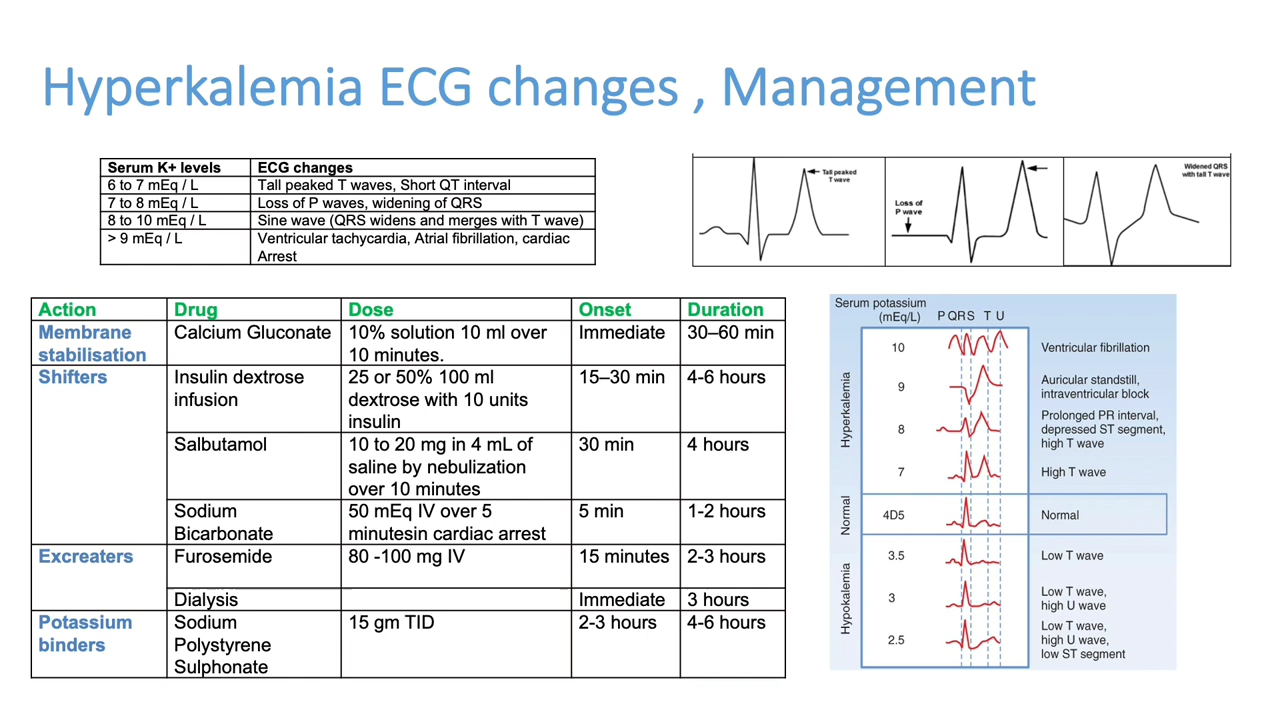 Hyperkalemia ECG changes , Management
Serum K+ levels ECG changes
6 to 7 mEq / L Tall peaked T waves, Short QT interval
7 to 8 mEq / L Loss of P waves, widening of QRS
8 to 10 mEq / L Sine wave (QRS widens and merges with T wave)
> 9 mEq / L Ventricular tachycardia, Atrial fibrillation, cardiac
Arrest
Tall peaked
T wave
Loss of
P wave
Widened QRS
with tall T wave
Action Drug Dose Onset Duration
Membrane Calcium Gluconate 10% solution 10 ml over Immediate 30–60 min
stabilisation 10 minutes.
Shifters Insulin dextrose 25 or 50% 100 ml 15–30 min 4-6 hours
infusion dextrose with 10 units
insulin
Salbutamol 10 to 20 mg in 4 mL of 30 min 4 hours
saline by nebulization
over 10 minutes
Sodium 50 mEq IV over 5 5 min 1-2 hours
Bicarbonate minutesin cardiac arrest
Excreaters Furosemide 80 -100 mg IV 15 minutes 2-3 hours
Dialysis Immediate 3 hours
Potassium Sodium 15 gm TID 2-3 hours 4-6 hours
binders Polystyrene
Sulphonate
Serum potassium
(mEq/L) P QRS T U
Hyperkalemia
10 Ventricular fibrillation
9 Auricular standstill,
intraventricular block
8 Prolonged PR interval,
depressed ST segment,
high T wave
7 High T wave
Normal
4D5 Normal
Hypokalemia
3.5 Low T wave
3 Low T wave,
high U wave
2.5 Low T wave,
high U wave,
low ST segment